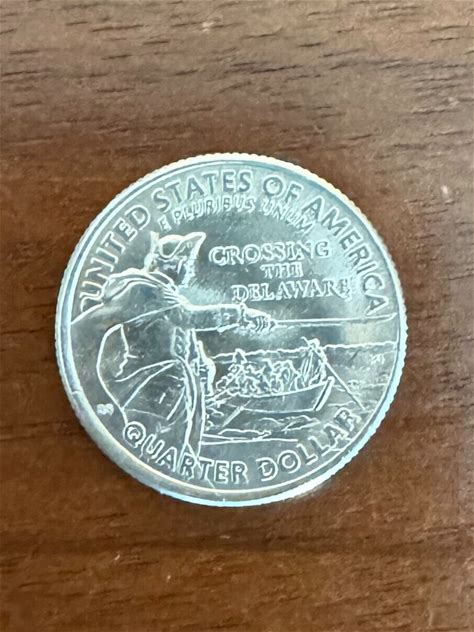 UNITED STATES OF AMERICA
E PLURIBUS UNUM
CROSSING
THE
DELAWARE
QUARTER DOLLAR